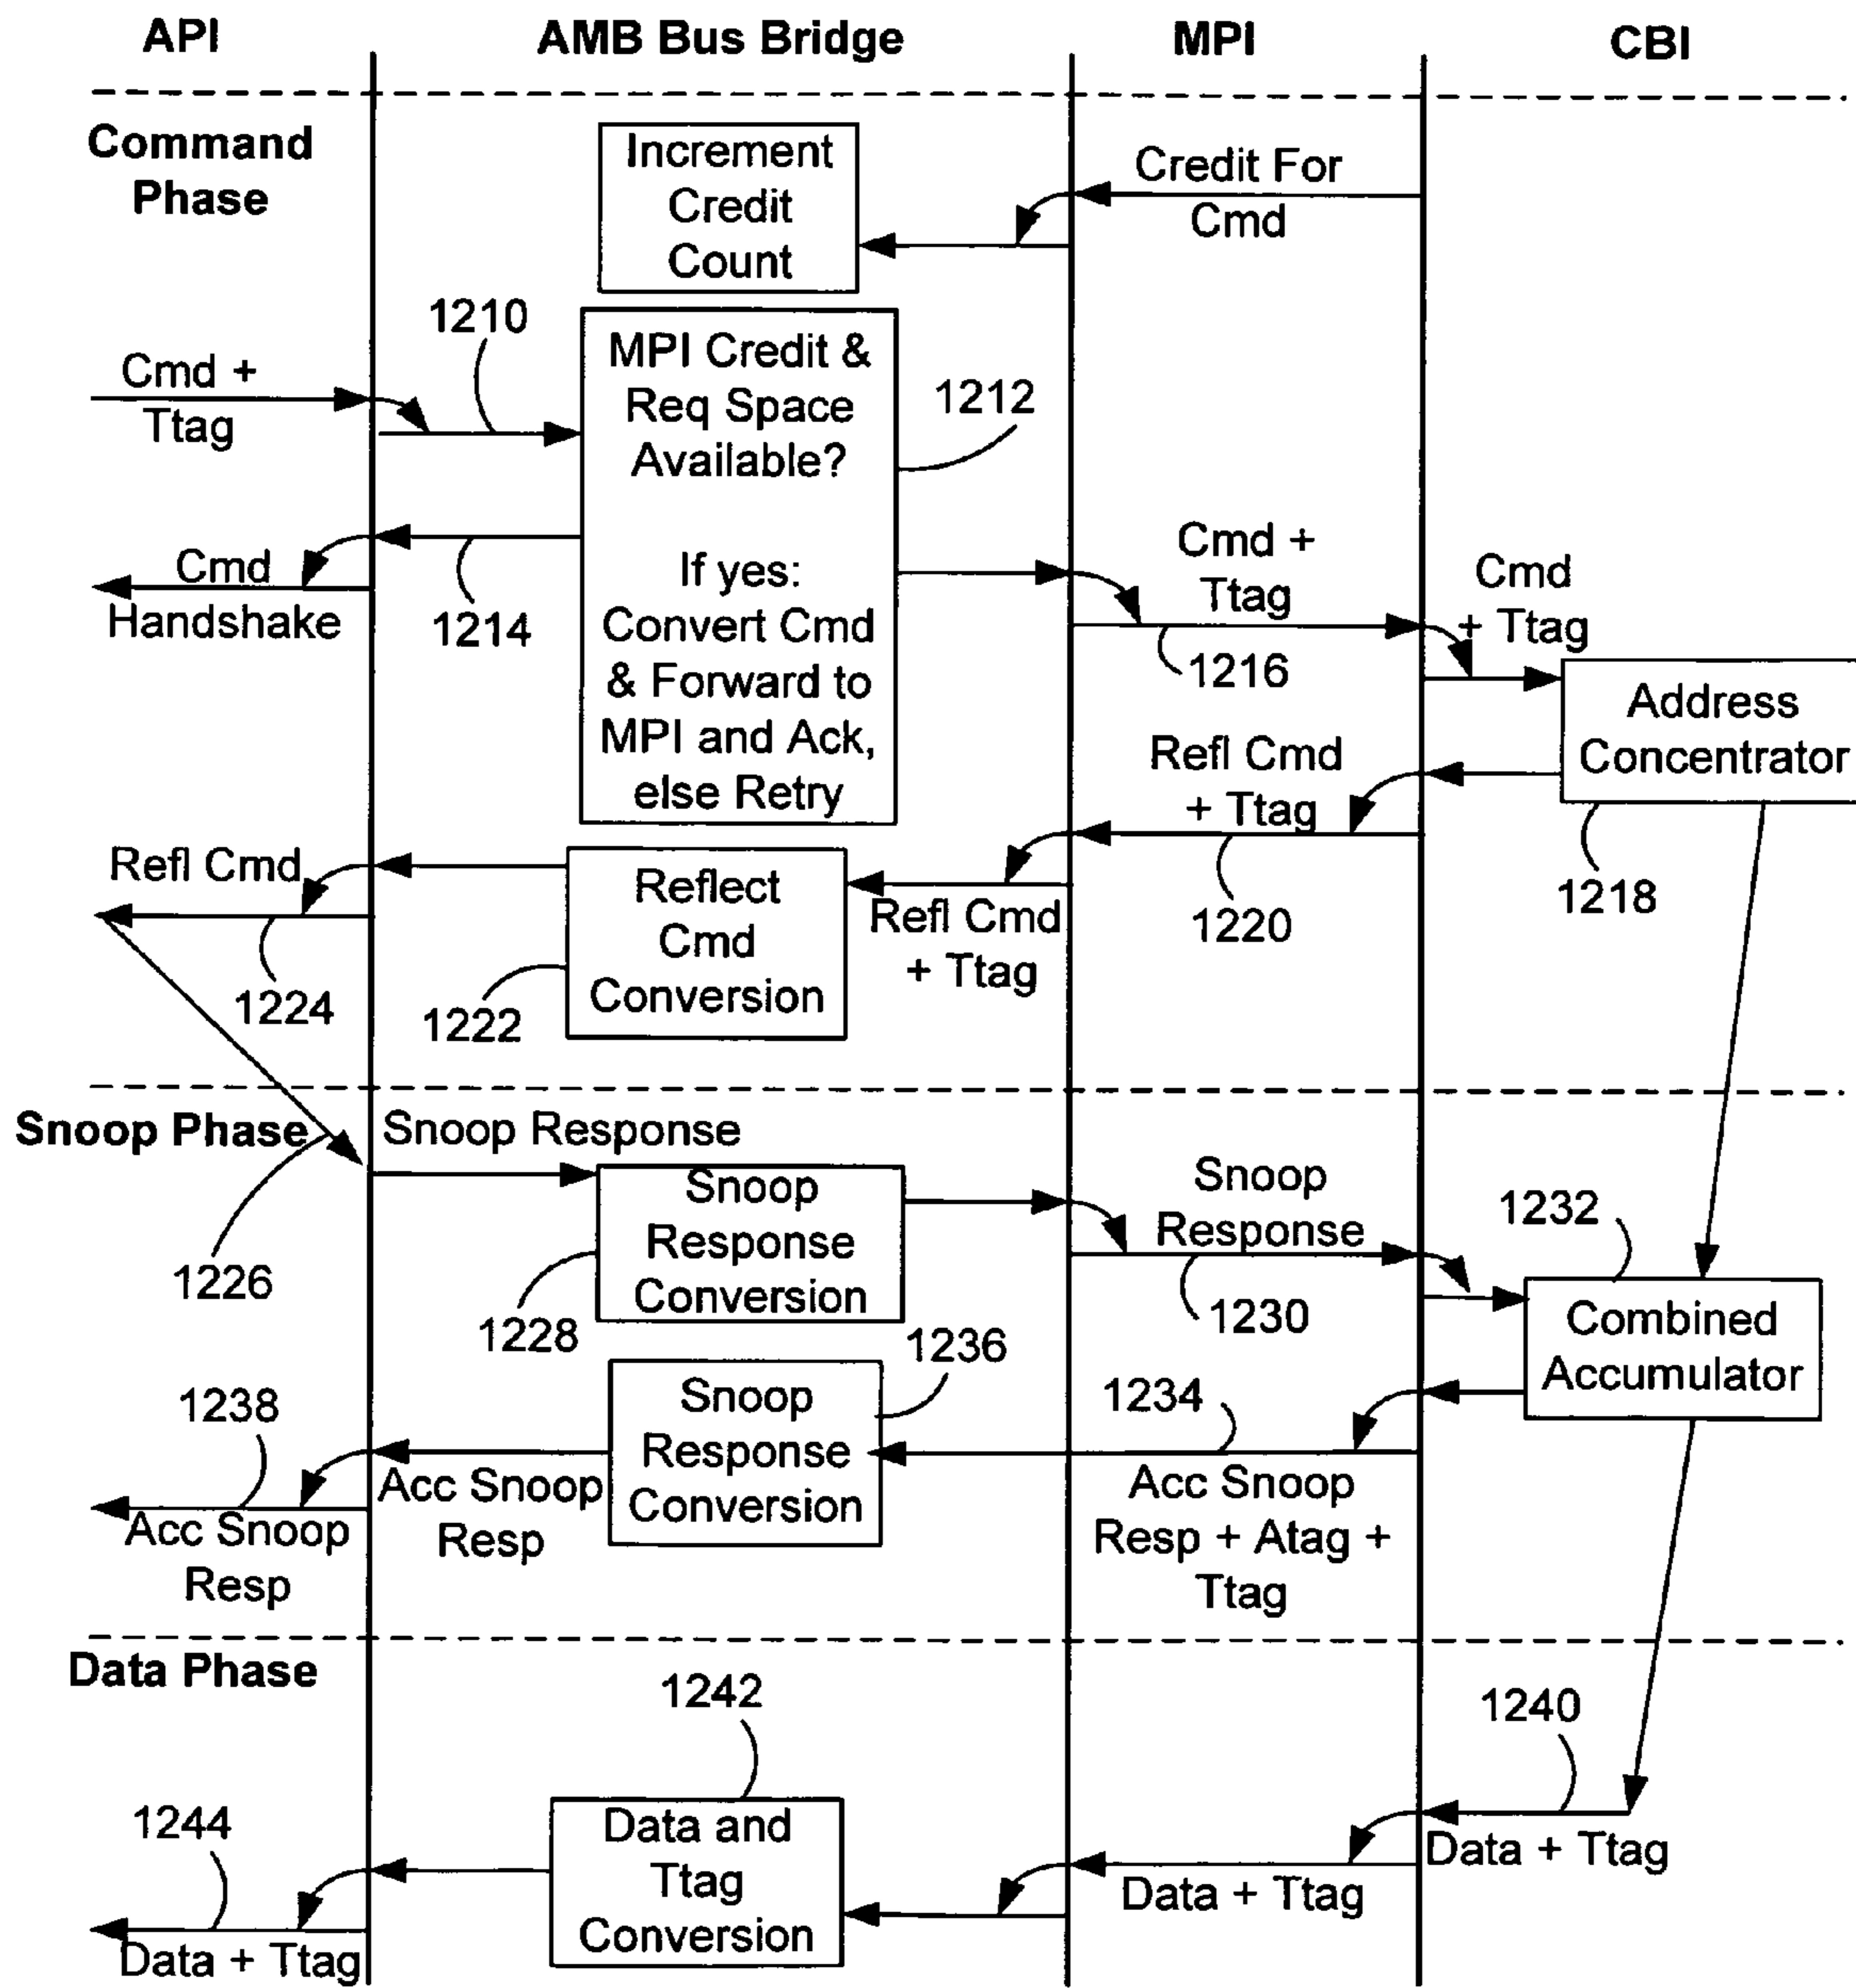 API
AMB Bus Bridge
MPI
CBI
Command
Phase
Increment
Credit
Count
Credit For
Cmd
1210
Cmd +
Ttag
MPI Credit &
Req Space
Available?
If yes:
Convert Cmd
& Forward to
MPI and Ack,
else Retry
1212
Cmd
Handshake
1214
Cmd +
Ttag
1216
Cmd
+ Ttag
Address
Concentrator
1218
Refl Cmd
+ Ttag
1220
Refl Cmd
1224
Reflect
Cmd
Conversion
1222
Refl Cmd
+ Ttag
Snoop Phase
Snoop Response
1226
Snoop
Response
Conversion
1228
Snoop
Response
1230
1232
Combined
Accumulator
1236
Snoop
Response
Conversion
1234
Acc Snoop
Resp + Atag +
Ttag
1238
Acc Snoop
Resp
Acc Snoop
Resp
Data Phase
1242
1240
Data + Ttag
Data + Ttag
Data and
Ttag
Conversion
1244
Data + Ttag